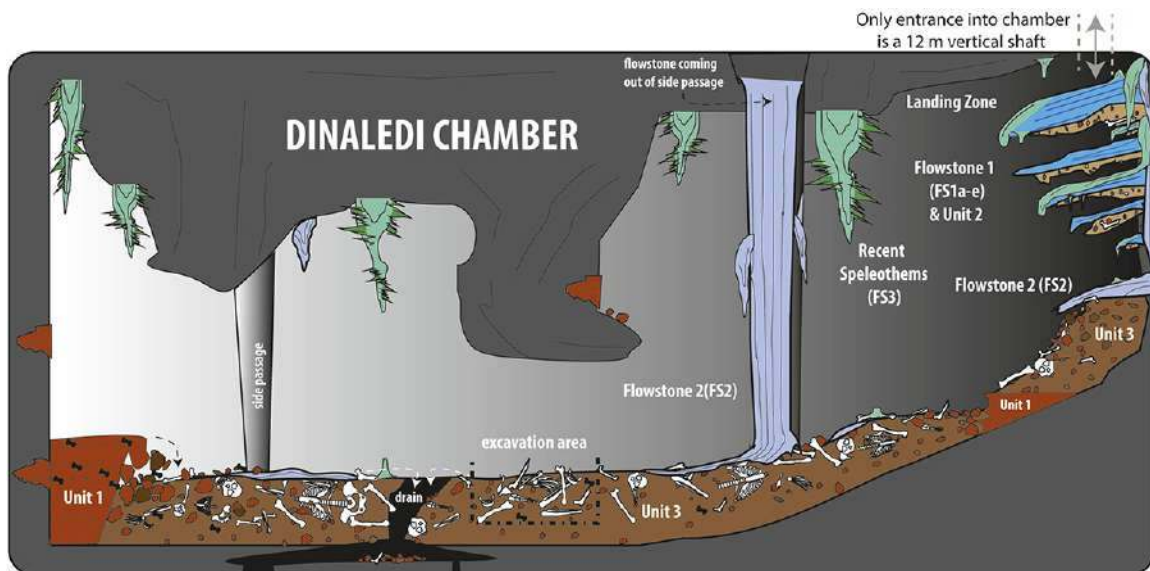 Only entrance into chamber
is a 12 m vertical shaft
flowstone coming
out of side passage
Landing Zone
DINALEDI CHAMBER
Flowstone 1
(FS1a-e)
& Unit 2
Recent
Speleothems
(FS3)
Flowstone 2 (FS2)
Unit 3
side passage
Flowstone 2(FS2)
Unit 1
excavation area
Unit 1
drain
Unit 3